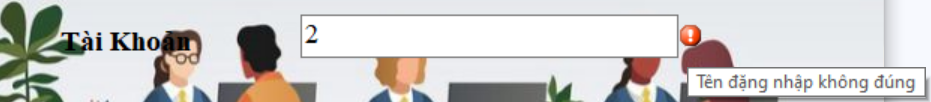 Tài Khoản
2
Tên đặng nhập không đúng